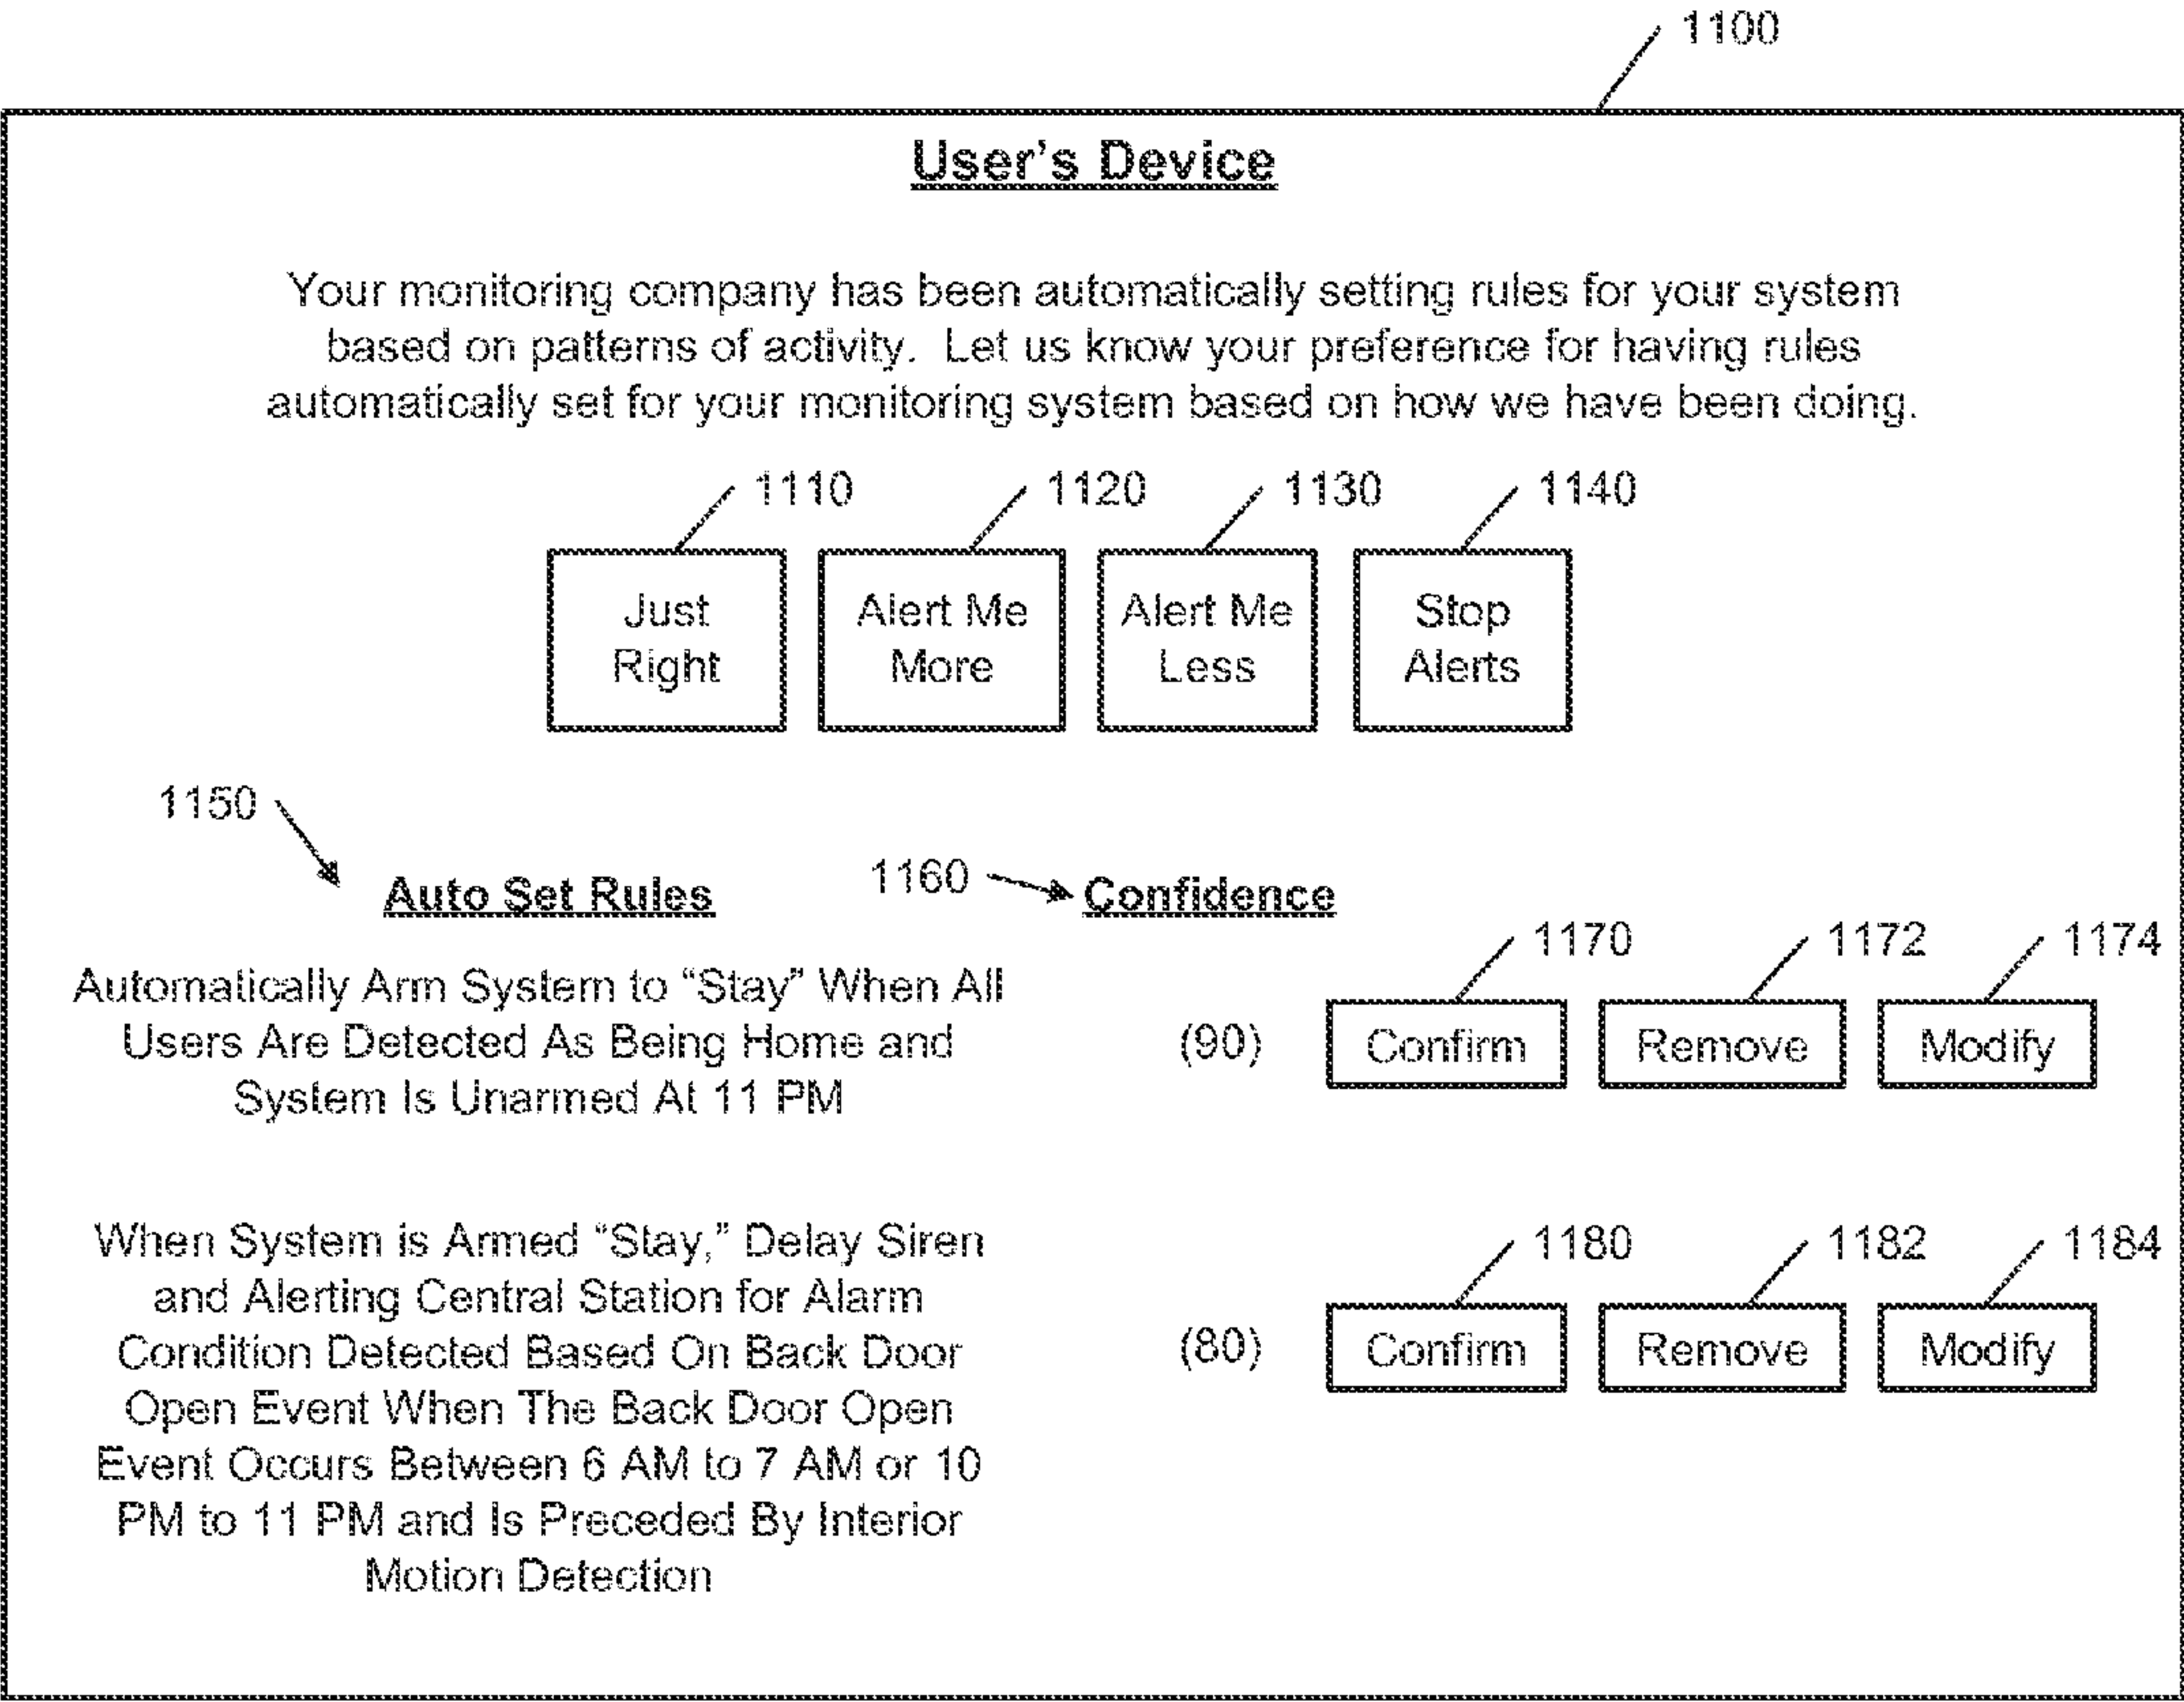 1100
User's Device
Your monitoring company has been automatically setting rules for your system
based on patterns of activity.  Let us know your preference for having rules
automatically set for your monitoring system based on how we have been doing.
1110 1120 1130 1140
Just Right
Alert Me More
Alert Me Less
Stop Alerts
1150
Auto Set Rules
1160
Confidence
1170 1172 1174
Automatically Arm System to “Stay” When All
Users Are Detected As Being Home and
System Is Unarmed At 11 PM
(90) Confirm Remove Modify
1180 1182 1184
When System is Armed “Stay,” Delay Siren
and Alerting Central Station for Alarm
Condition Detected Based On Back Door
Open Event When The Back Door Open
Event Occurs Between 6 AM to 7 AM or 10
PM to 11 PM and Is Preceded By Interior
Motion Detection
(80) Confirm Remove Modify